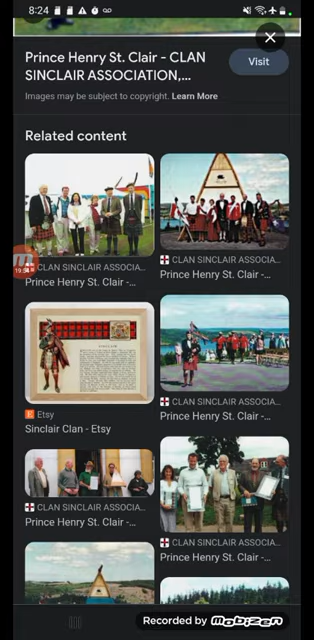 8:24
Prince Henry St. Clair - CLAN
SINCLAIR ASSOCIATION,...
Visit
Images may be subject to copyright. Learn More
Related content
CLAN SINCLAIR ASSOCIA...
Prince Henry St. Clair -...
CLAN SINCLAIR ASSOCIA...
Prince Henry St. Clair -...
SINCLAIR
Etsy
Sinclair Clan - Etsy
CLAN SINCLAIR ASSOCIA...
Prince Henry St. Clair -...
CLAN SINCLAIR ASSOCIA...
Prince Henry St. Clair -...
CLAN SINCLAIR ASSOCIA...
Prince Henry St. Clair -...
Recorded by Mobizen